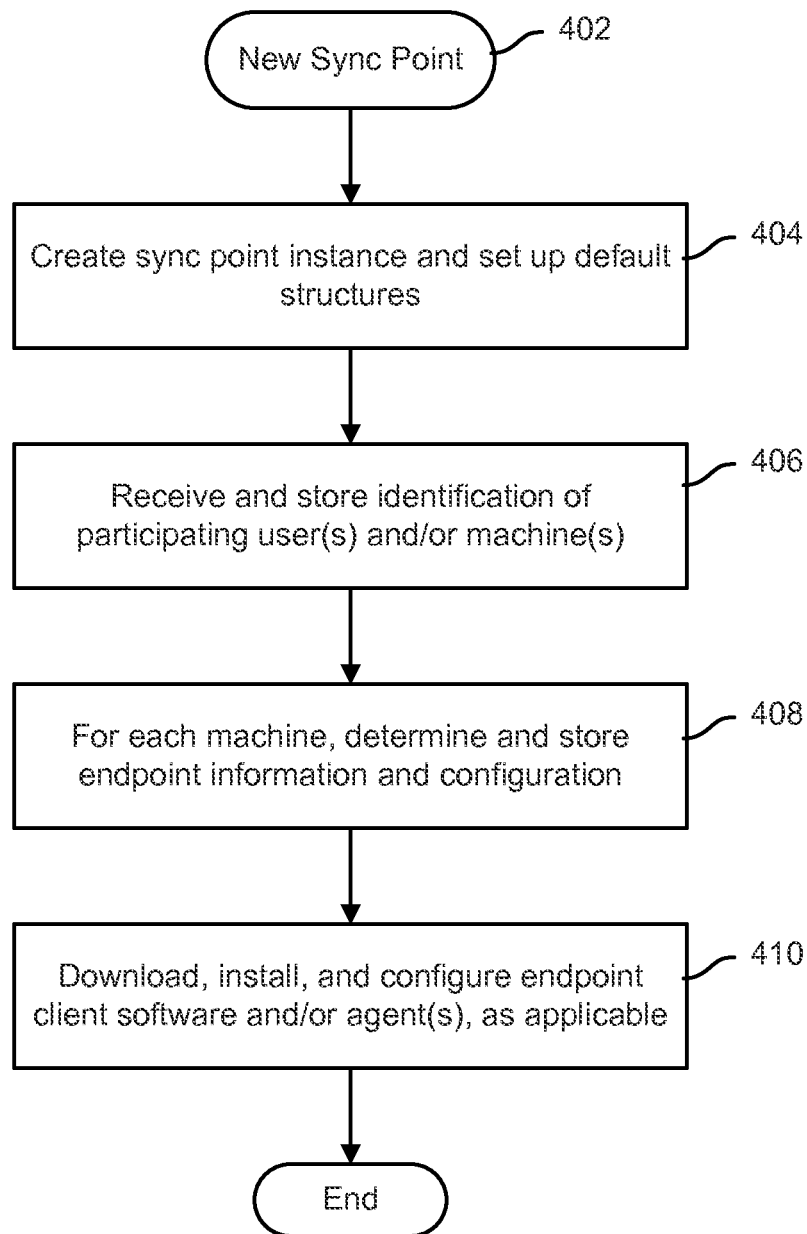 402
New Sync Point
404
Create sync point instance and set up default
structures
406
Receive and store identification of
participating user(s) and/or machine(s)
408
For each machine, determine and store
endpoint information and configuration
410
Download, install, and configure endpoint
client software and/or agent(s), as applicable
End